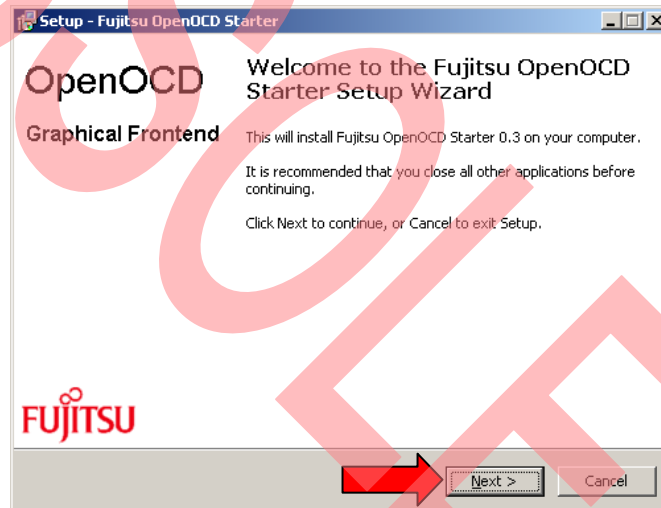 Setup - Fujitsu OpenOCD Starter
OpenOCD
Graphical Frontend
Welcome to the Fujitsu OpenOCD
Starter Setup Wizard
This will install Fujitsu OpenOCD Starter 0.3 on your computer.
It is recommended that you close all other applications before
continuing.
Click Next to continue, or Cancel to exit Setup.
FUJITSU
Next >
Cancel